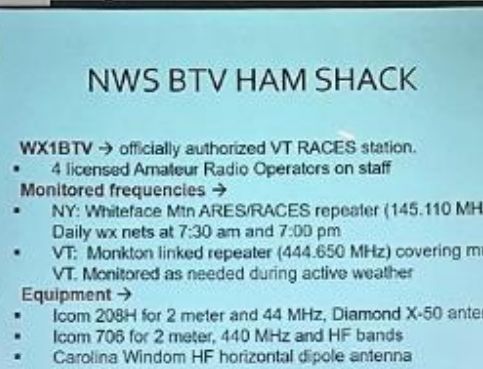 NWS BTV HAM SHACK
WX1BTV → officially authorized VT RACES station.
▪ 4 licensed Amateur Radio Operators on staff
Monitored frequencies →
▪ NY: Whiteface Mtn ARES/RACES repeater (145.110 MH
Daily wx nets at 7:30 am and 7:00 pm
▪ VT: Monkton linked repeater (444.650 MHz) covering
VT. Monitored as needed during active weather
Equipment →
▪ Icom 208H for 2 meter and 44 MHz, Diamond X-50
▪ Icom 706 for 2 meter, 440 MHz and HF bands
▪ Carolina Windom HF horizontal dipole antenna